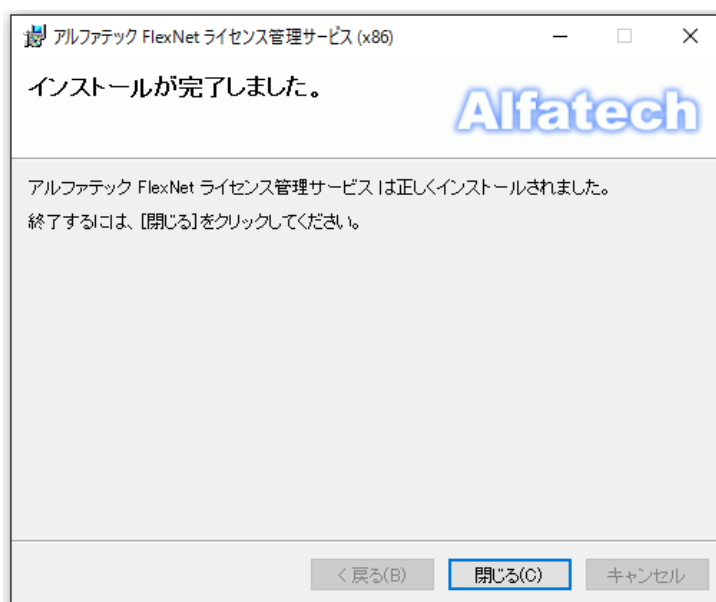 アルファテック FlexNet ライセンス管理サービス (x86)
インストールが完了しました。
Alfatech
アルファテック FlexNet ライセンス管理サービス は正しくインストールされました。
終了するには、[閉じる]をクリックしてください。
< 戻る(B)
閉じる(C)
キャンセル